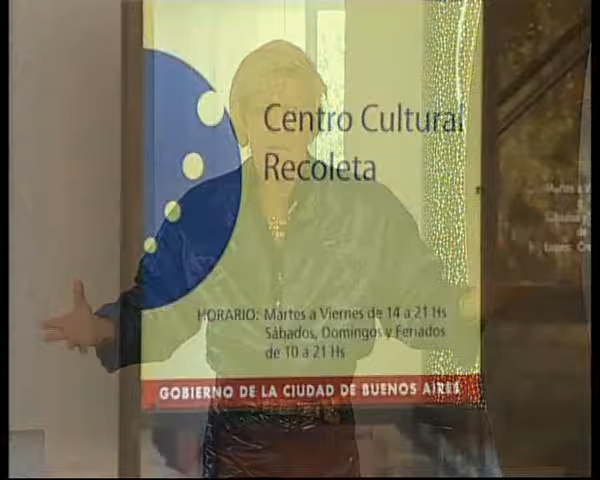 Centro Cultural
Recoleta
HORARIO: Martes a Viernes de 14 a 21 Hs
Sábados, Domingos y Feriados
de 10 a 21 Hs
GOBIERNO DE LA CIUDAD DE BUENOS AIRES